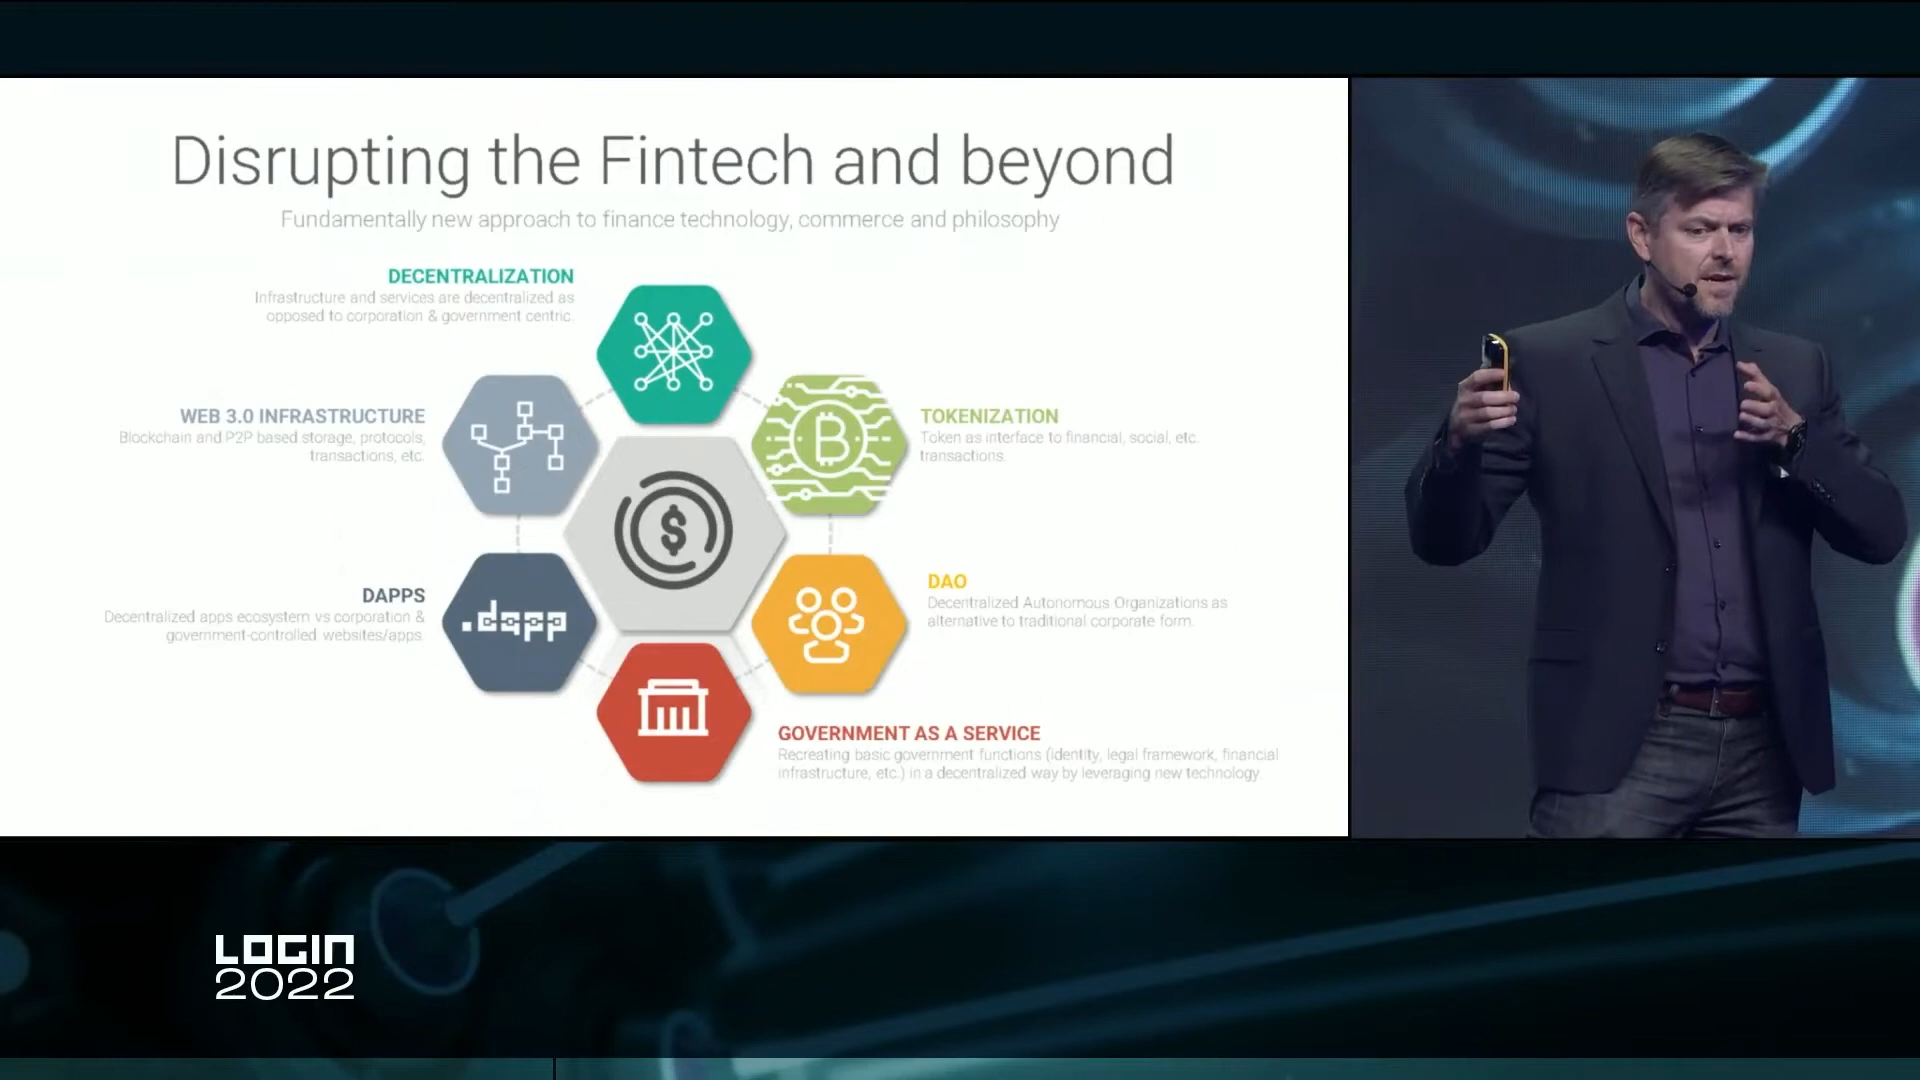 Disrupting the Fintech and beyond
Fundamentally new approach to finance technology, commerce and philosophy
DECENTRALIZATION
Infrastructure and services are decentralized as
opposed to corporation & government centric.
WEB 3.0 INFRASTRUCTURE
Blockchain and P2P based storage, protocols,
transactions, etc.
TOKENIZATION
Token as interface to financial, social, etc.
transactions.
DAPPS
Decentralized apps ecosystem vs corporation &
government-controlled websites/apps.
.dapp
DAO
Decentralized Autonomous Organizations as
alternative to traditional corporate form.
GOVERNMENT AS A SERVICE
Recreating basic government functions (identity, legal framework, financial
infrastructure, etc.) in a decentralized way by leveraging new technology.
LOGIN
2022